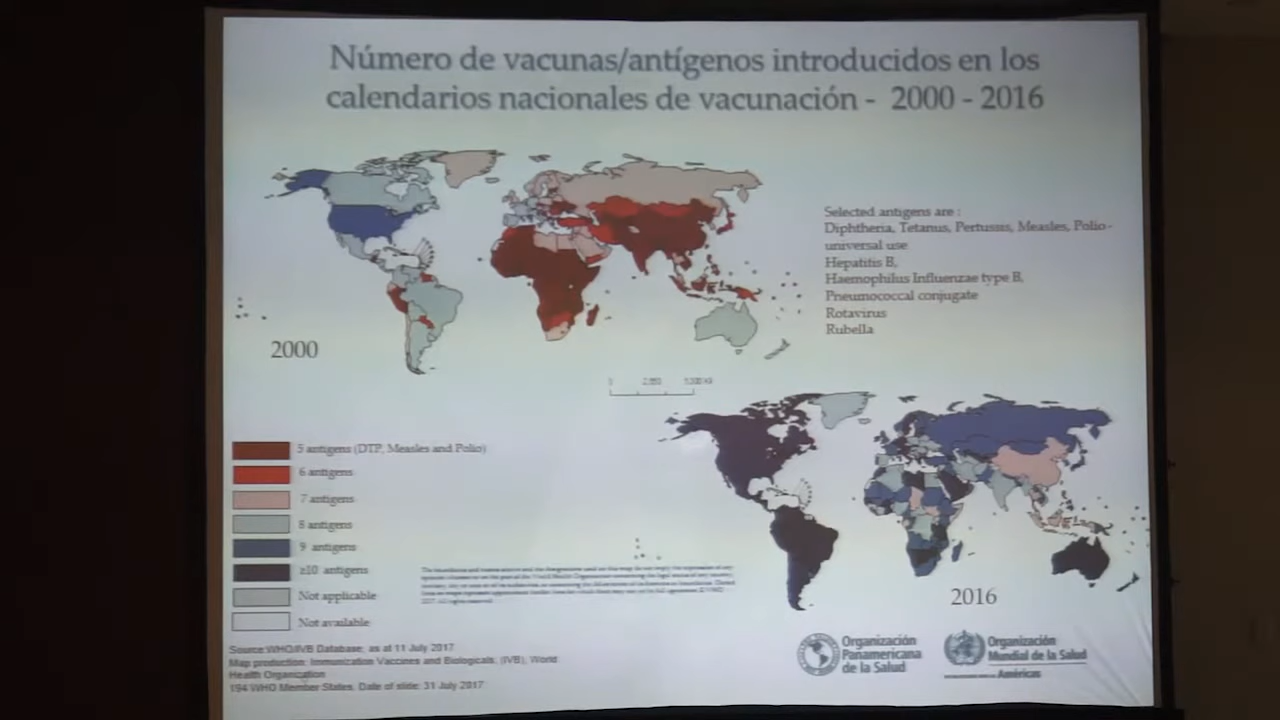 Número de vacunas/antígenos introducidos en los
calendarios nacionales de vacunación - 2000 - 2016
Selected antigens are :
Diphtheria, Tetanus, Pertussis, Measles, Polio-
universal use
Hepatitis B,
Haemophilus Influenzae type B,
Pneumococcal conjugate
Rotavirus
Rubella
2000
5 antigens (DTP, Measles and Polio)
6 antigens
7 antigens
8 antigens
9 antigens
≥10 antigens
Not applicable
Not available
2016
Source:WHO/IVB Database, as at 11 July 2017
Map production: Immunization Vaccines and Biologicals, (IVB), World
Health Organization
194 WHO Member States. Date of slide: 31 July 2017
Organización
Panamericana
de la Salud
Organización
Mundial de la Salud
Américas